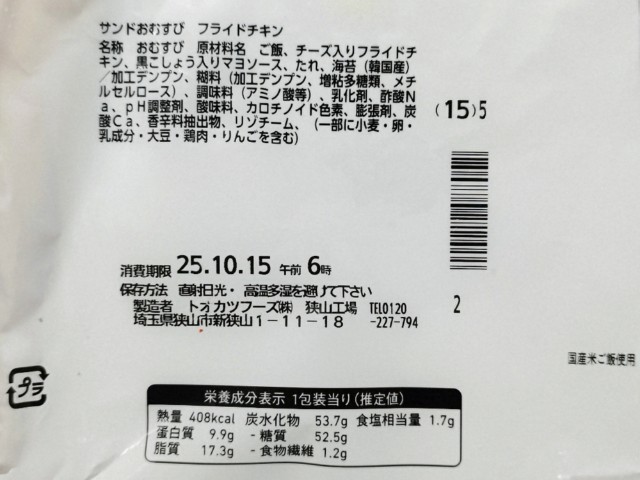 サンドおむすび　フライドチキン
名称　おむすび　原材料名　ご飯、チーズ入りフライドチ
キン、黒こしょう入りマヨソース、たれ、海苔（韓国産）
／加工デンプン、糊料（加工デンプン、増粘多糖類、メチ
ルセルロース）、調味料（アミノ酸等）、乳化剤、酢酸N
a、pH調整剤、酸味料、カロチノイド色素、膨張剤、炭
酸Ca、香辛料抽出物、リゾチーム、（一部に小麦・卵・
乳成分・大豆・鶏肉・りんごを含む）
（15）5
消費期限 25.10.15 午前 6時
保存方法　直射日光・高温多湿を避けて下さい
製造者　トオカツフーズ㈱　狭山工場　TEL0120
埼玉県狭山市新狭山1－11－18　-227-794
2
国産米ご飯使用
プラ
栄養成分表示 1包装当り（推定値）
熱量 408kcal 炭水化物 53.7g 食塩相当量 1.7g
蛋白質 9.9g - 糖質 52.5g
脂質 17.3g - 食物繊維 1.2g